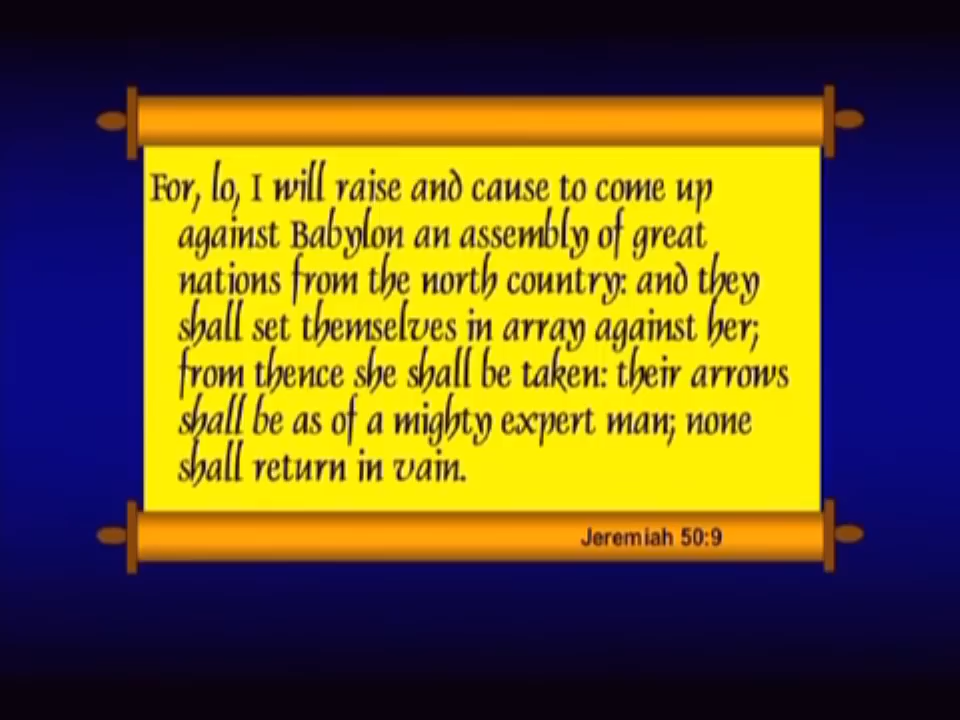 For, lo, I will raise and cause to come up
against Babylon an assembly of great
nations from the north country: and they
shall set themselves in array against her;
from thence she shall be taken: their arrows
shall be as of a mighty expert man; none
shall return in vain.
Jeremiah 50:9